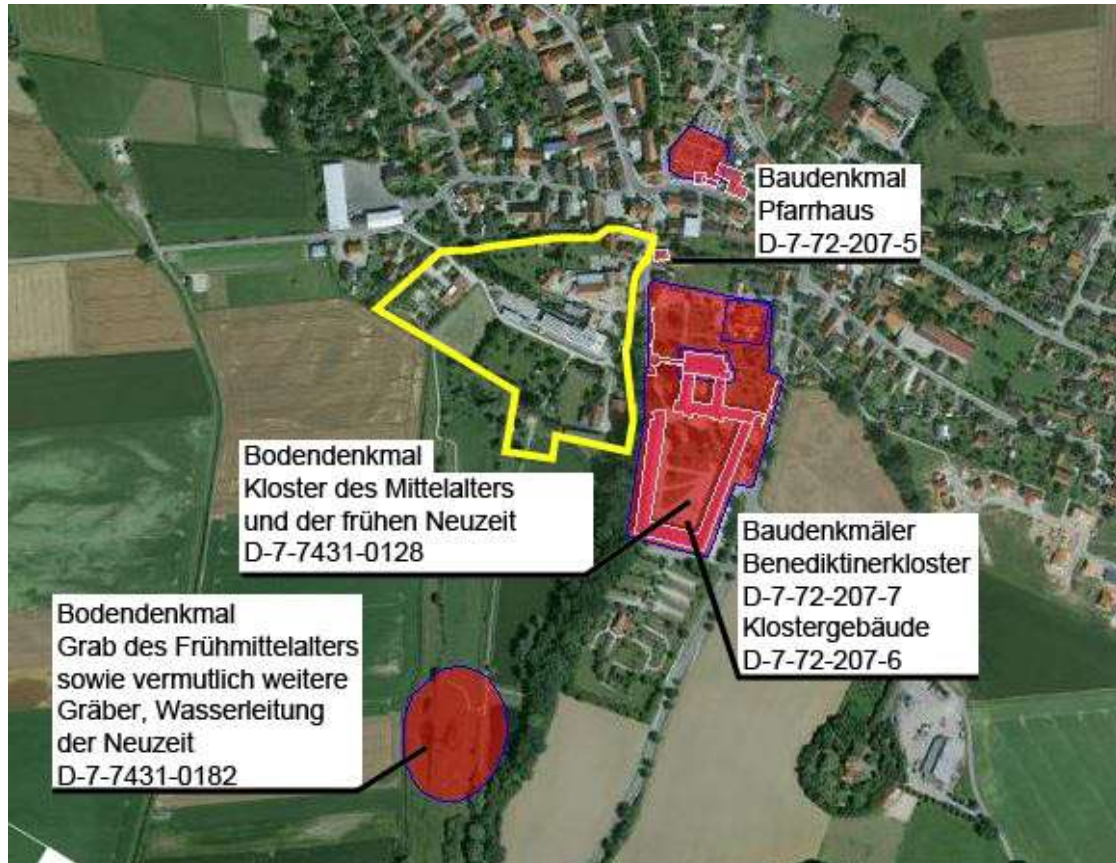 Baudenkmal
Pfarrhaus
D-7-72-207-5
Bodendenkmal
Kloster des Mittelalters
und der frühen Neuzeit
D-7-7431-0128
Baudenkmäler
Benediktinerkloster
D-7-72-207-7
Klostergebäude
D-7-72-207-6
Bodendenkmal
Grab des Frühmittelalters
sowie vermutlich weitere
Gräber, Wasserleitung
der Neuzeit
D-7-7431-0182